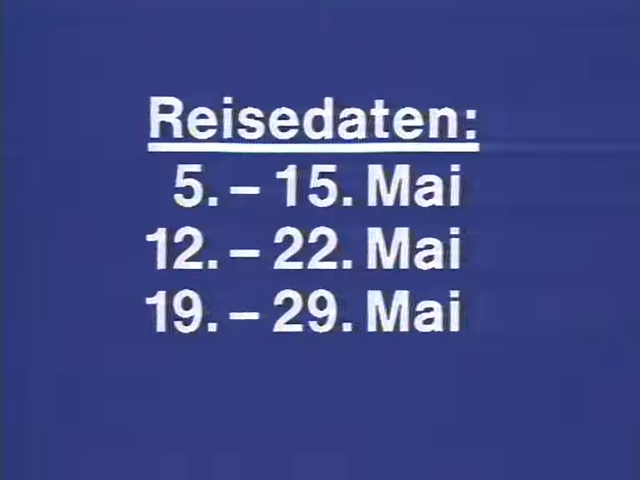 Reisedaten:
5. – 15. Mai
12. – 22. Mai
19. – 29. Mai